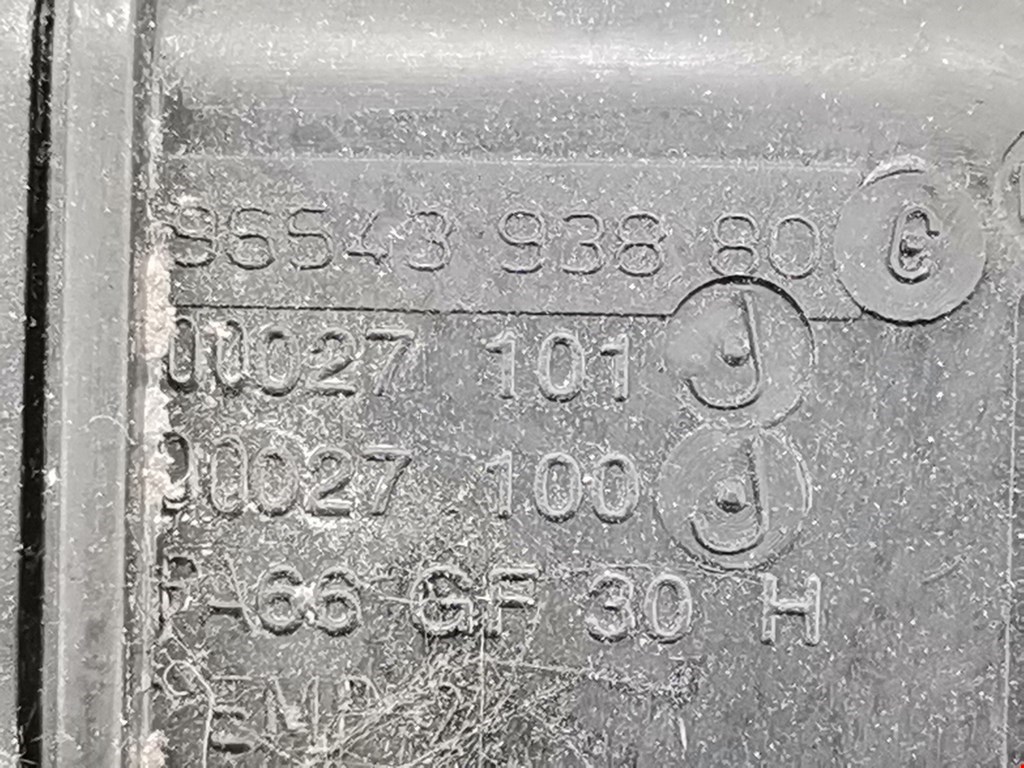 96543 938 80 C
00027 101 J
00027 100 J
-66 GF 30 H